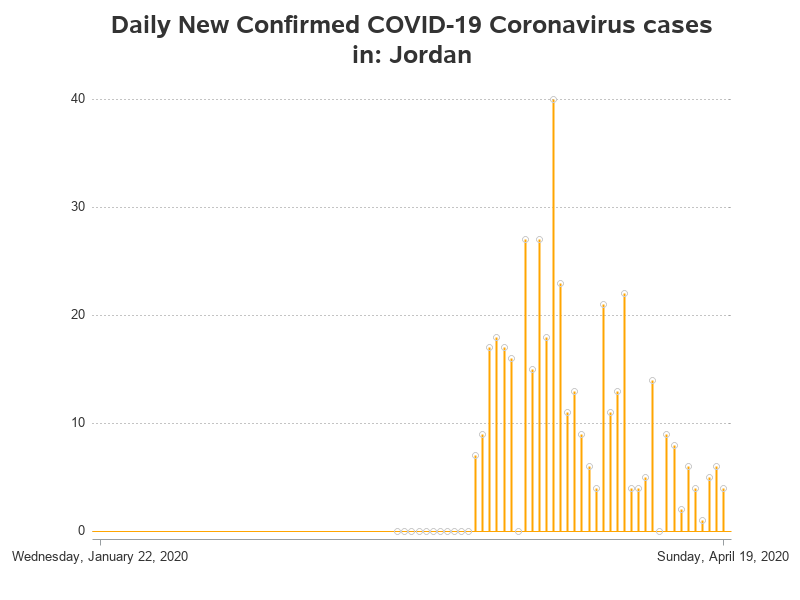 Daily New Confirmed COVID-19 Coronavirus cases
in: Jordan
40
30
20
10
0
Wednesday, January 22, 2020
Sunday, April 19, 2020